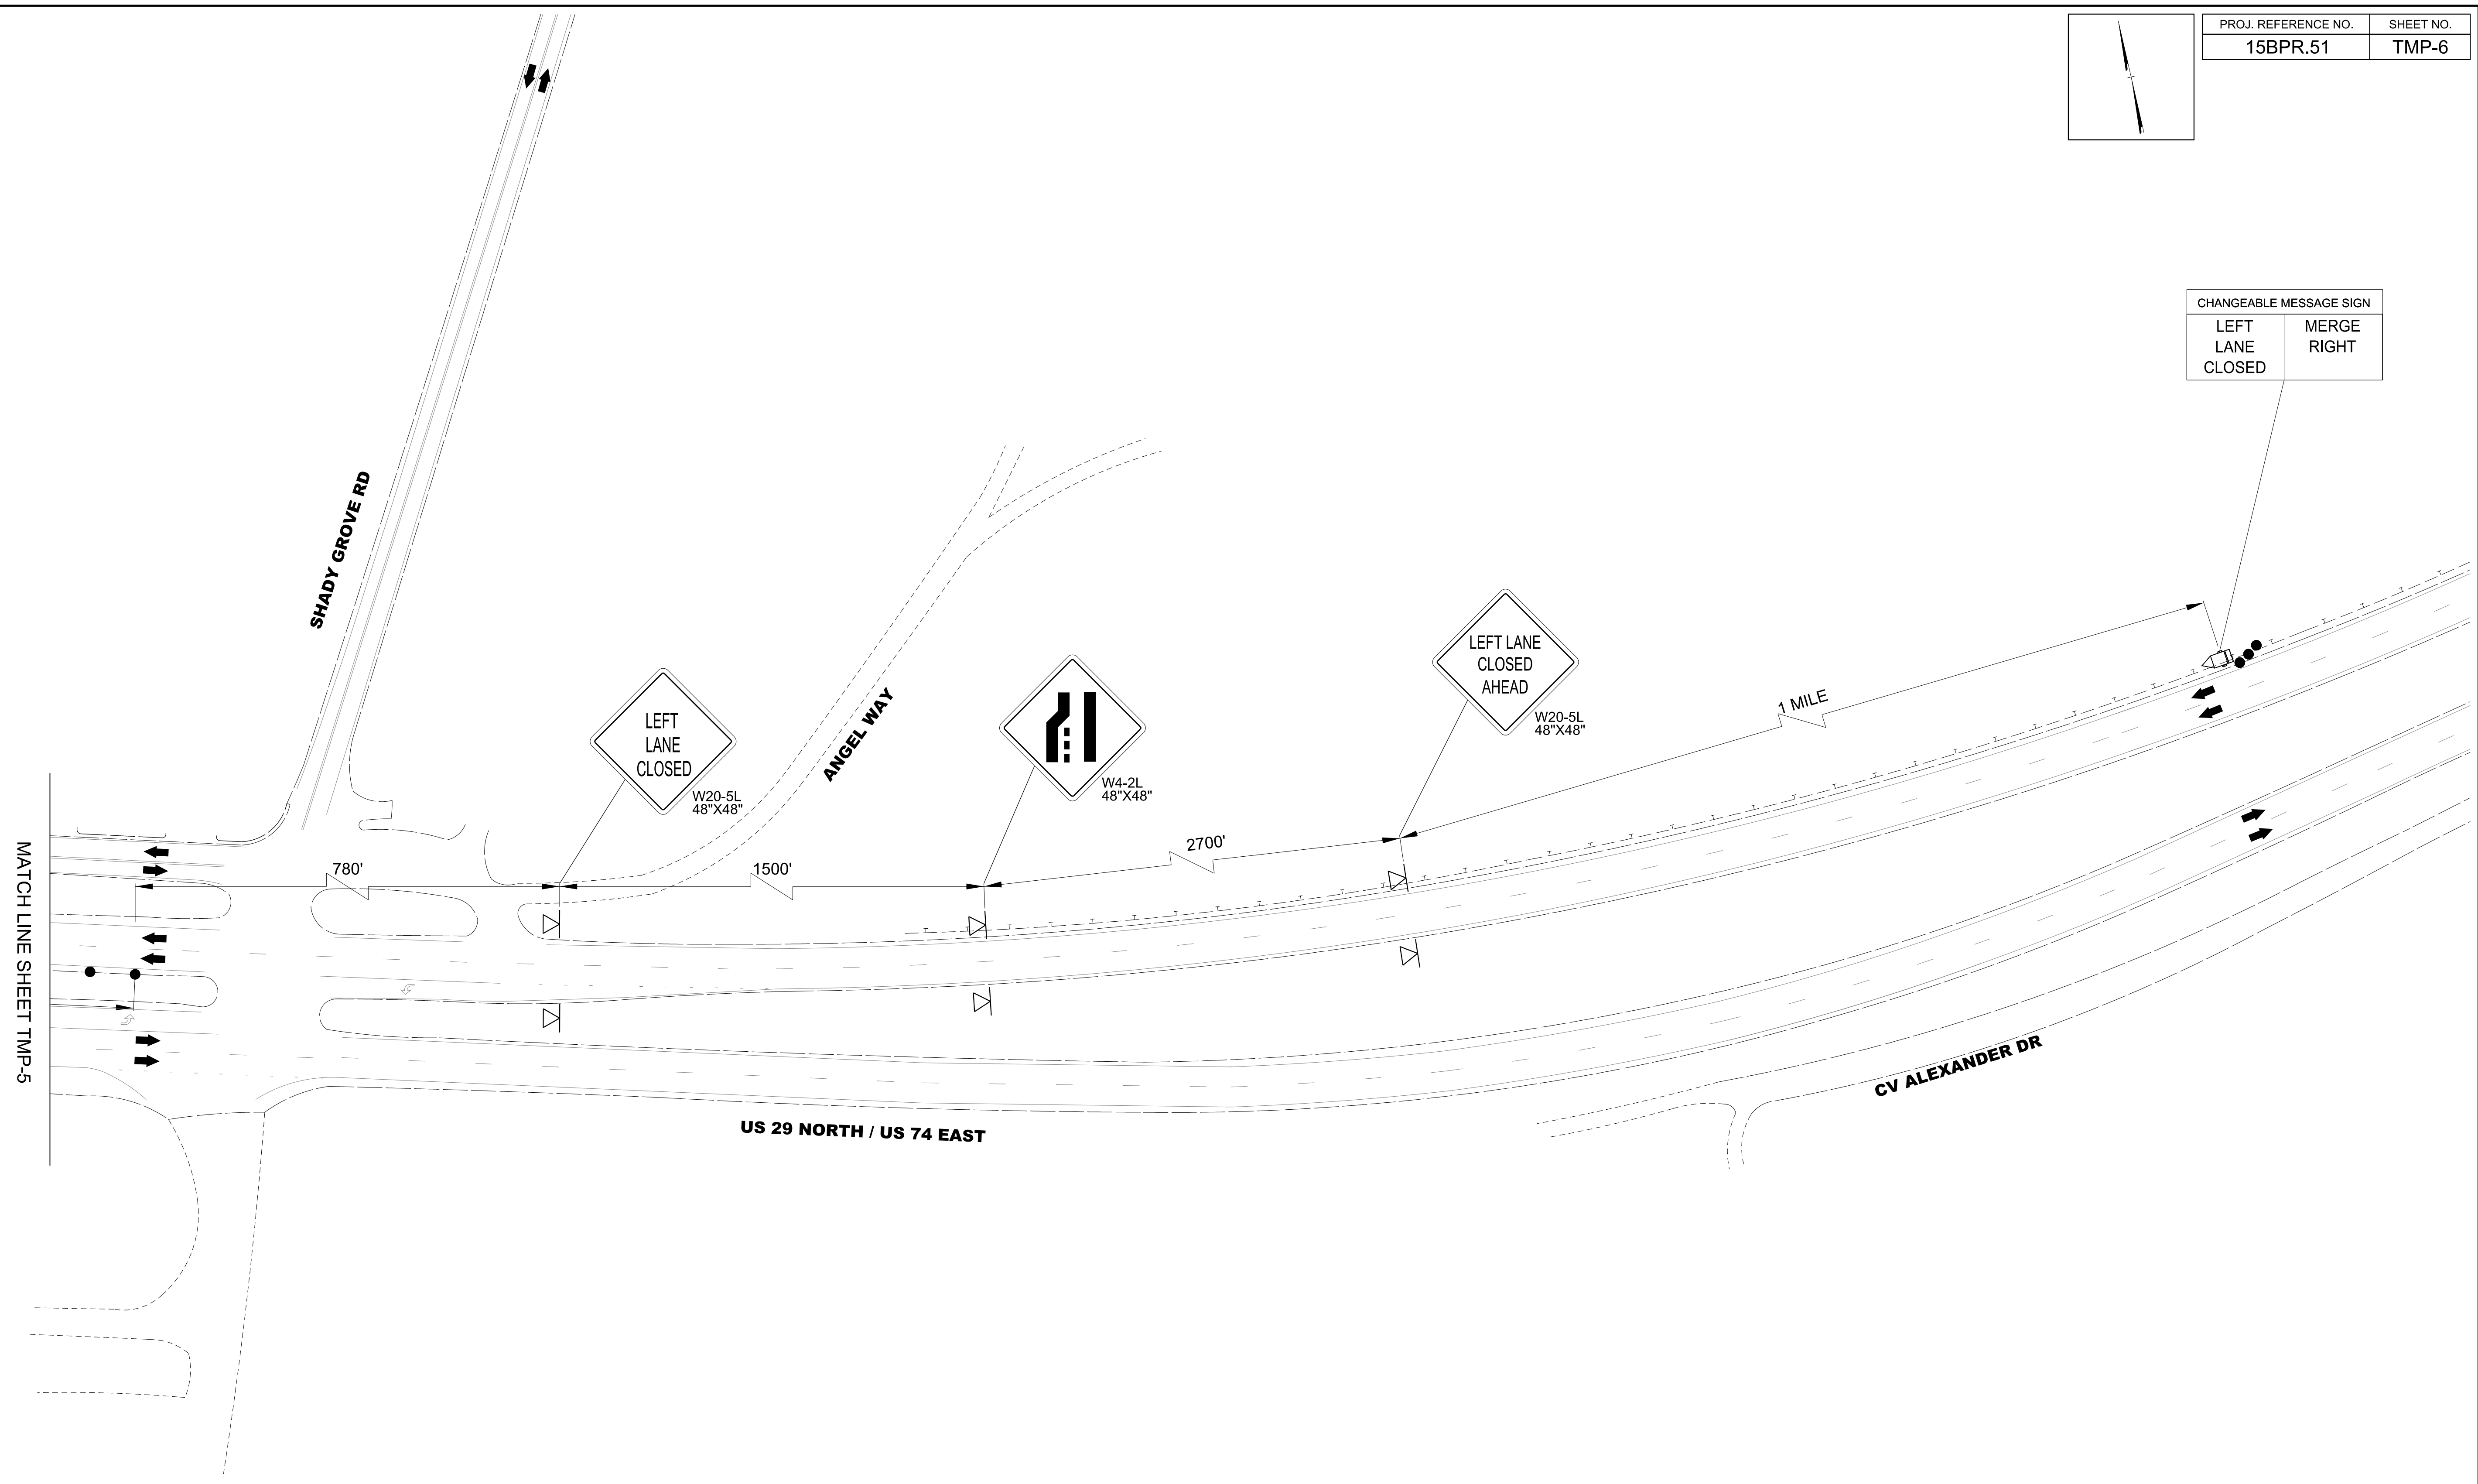 PROJ. REFERENCE NO. SHEET NO.
15BPR.51 TMP-6
CHANGEABLE MESSAGE SIGN
LEFT MERGE
LANE RIGHT
CLOSED
SHADY GROVE RD
LEFT LANE
CLOSED
AHEAD
W20-5L
48"X48"
LEFT
LANE
CLOSED
W20-5L
48"X48"
ANGEL WAY
W4-2L
48"X48"
1 MILE
2700'
1500'
780'
MATCH LINE SHEET TMP-5
CV ALEXANDER DR
US 29 NORTH / US 74 EAST